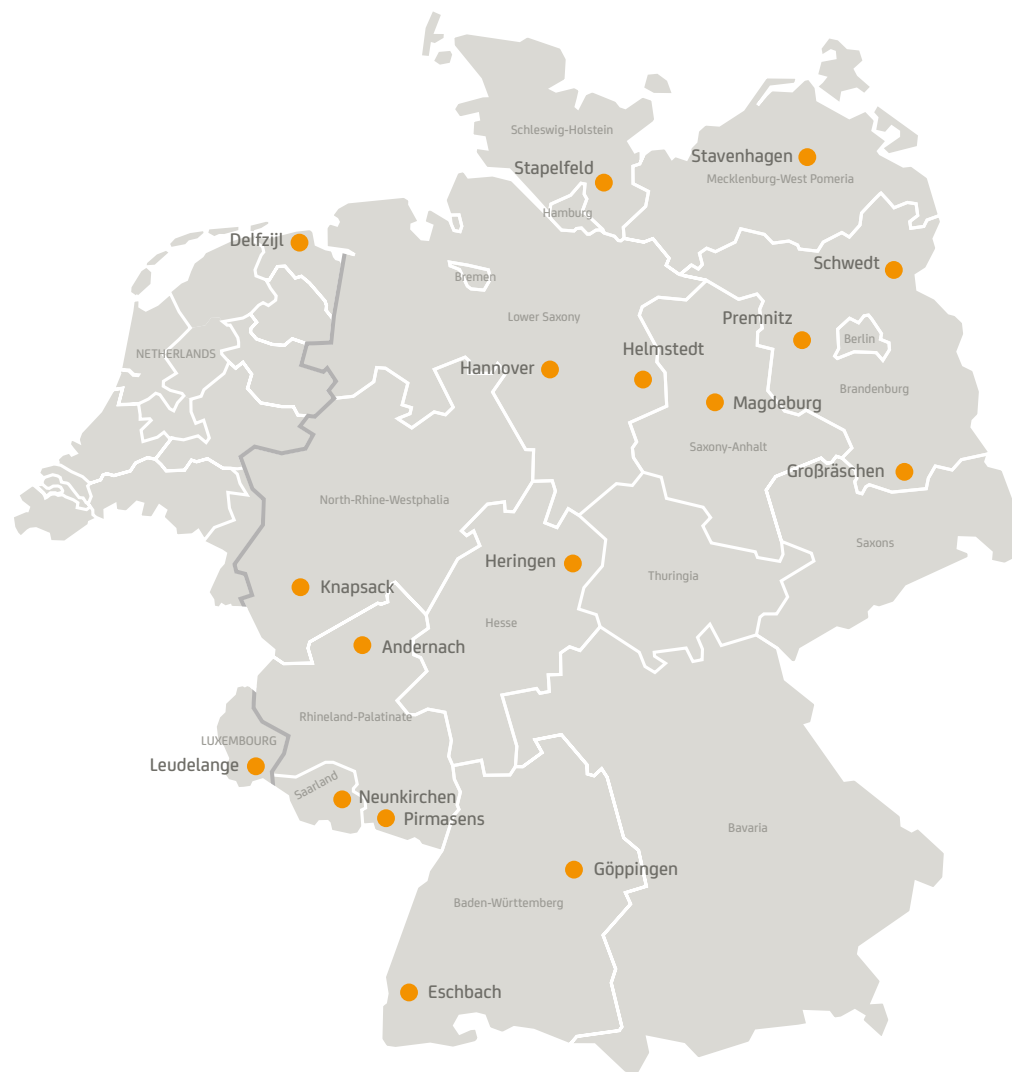 Schleswig-Holstein
Stavenhagen
Stapelfeld
Mecklenburg-West Pomeria
Hamburg
Delfzijl
Schwedt
Bremen
Lower Saxony
Premnitz
Berlin
NETHERLANDS
Helmstedt
Hannover
Brandenburg
Magdeburg
Saxony-Anhalt
Großräschen
North-Rhine-Westphalia
Saxons
Heringen
Thuringia
Knapsack
Hesse
Andernach
Rhineland-Palatinate
LUXEMBOURG
Leudelange
Saarland
Neunkirchen
Pirmasens
Bavaria
Göppingen
Baden-Württemberg
Eschbach